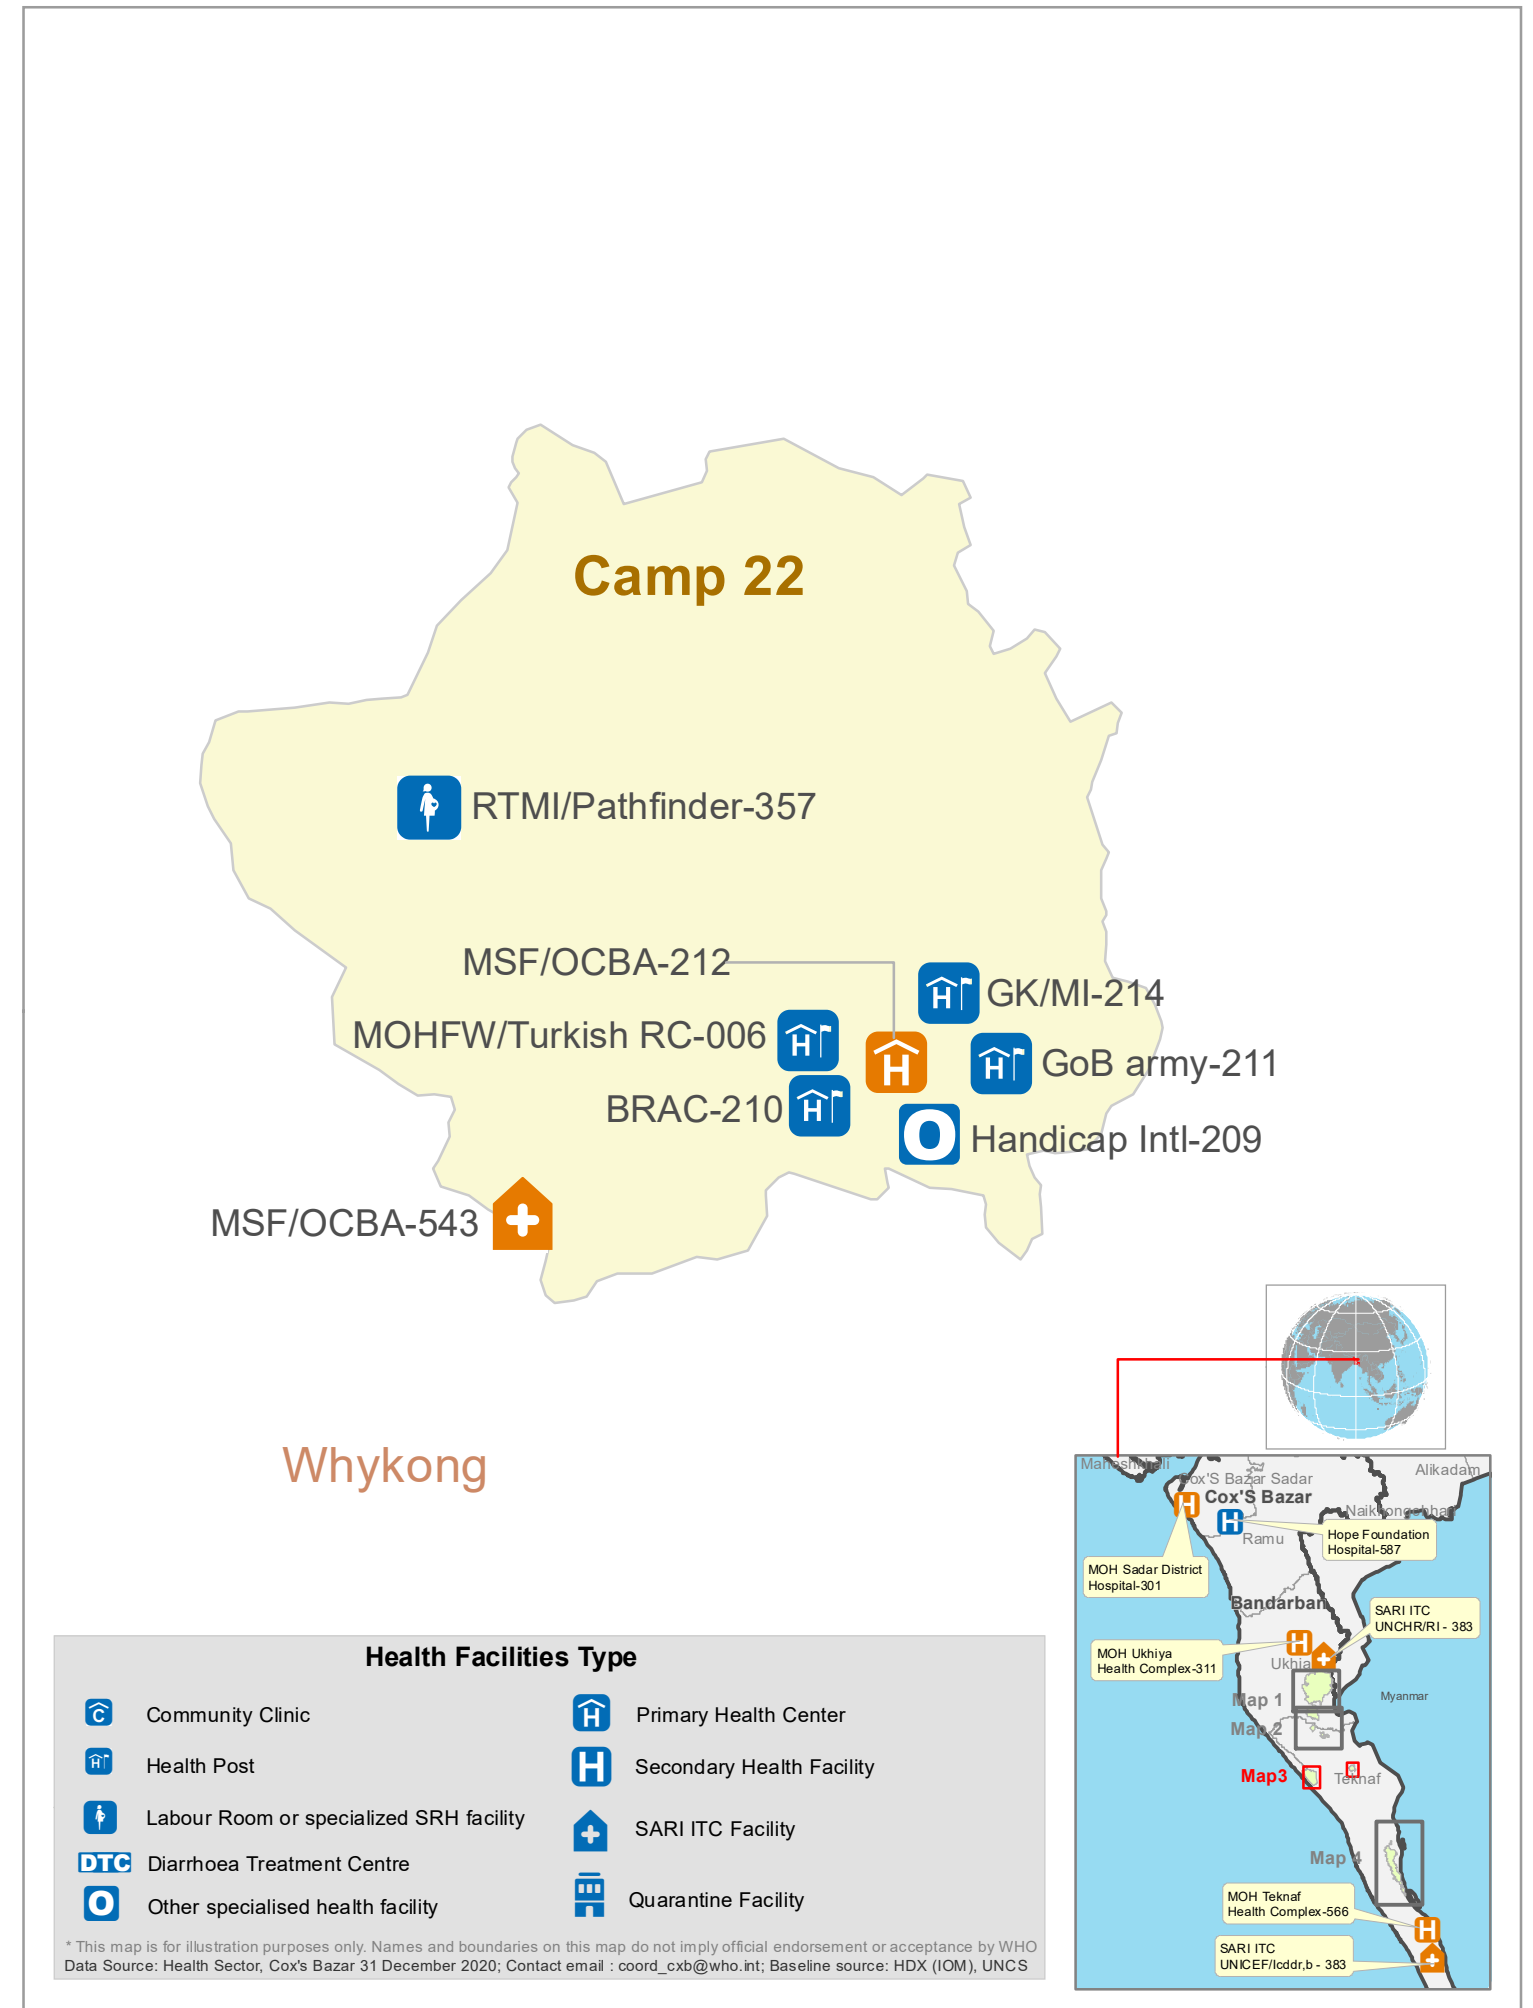 Camp 22
RTMI/Pathfinder-357
MSF/OCBA-212
GK/MI-214
MOHFW/Turkish RC-006
GoB army-211
BRAC-210
Handicap Intl-209
MSF/OCBA-543
Whykong
Maheshkhali
Cox'S Bazar Sadar
Alikadam
Cox'S Bazar
Naikhongchhari
Ramu
Hope Foundation
Hospital-587
MOH Sadar District
Hospital-301
Bandarban
SARI ITC
UNCHR/RI - 383
MOH Ukhiya
Health Complex-311
Ukhia
Map 1
Myanmar
Map 2
Map3
Teknaf
Map 4
MOH Teknaf
Health Complex-566
SARI ITC
UNICEF/Icddr,b - 383
Health Facilities Type
C
Community Clinic
H
Health Post
Labour Room or specialized SRH facility
DTC
Diarrhoea Treatment Centre
O
Other specialised health facility
H
Primary Health Center
H
Secondary Health Facility
SARI ITC Facility
Quarantine Facility
* This map is for illustration purposes only. Names and boundaries on this map do not imply official endorsement or acceptance by WHO
Data Source: Health Sector, Cox's Bazar 31 December 2020; Contact email : coord_cxb@who.int; Baseline source: HDX (IOM), UNCS